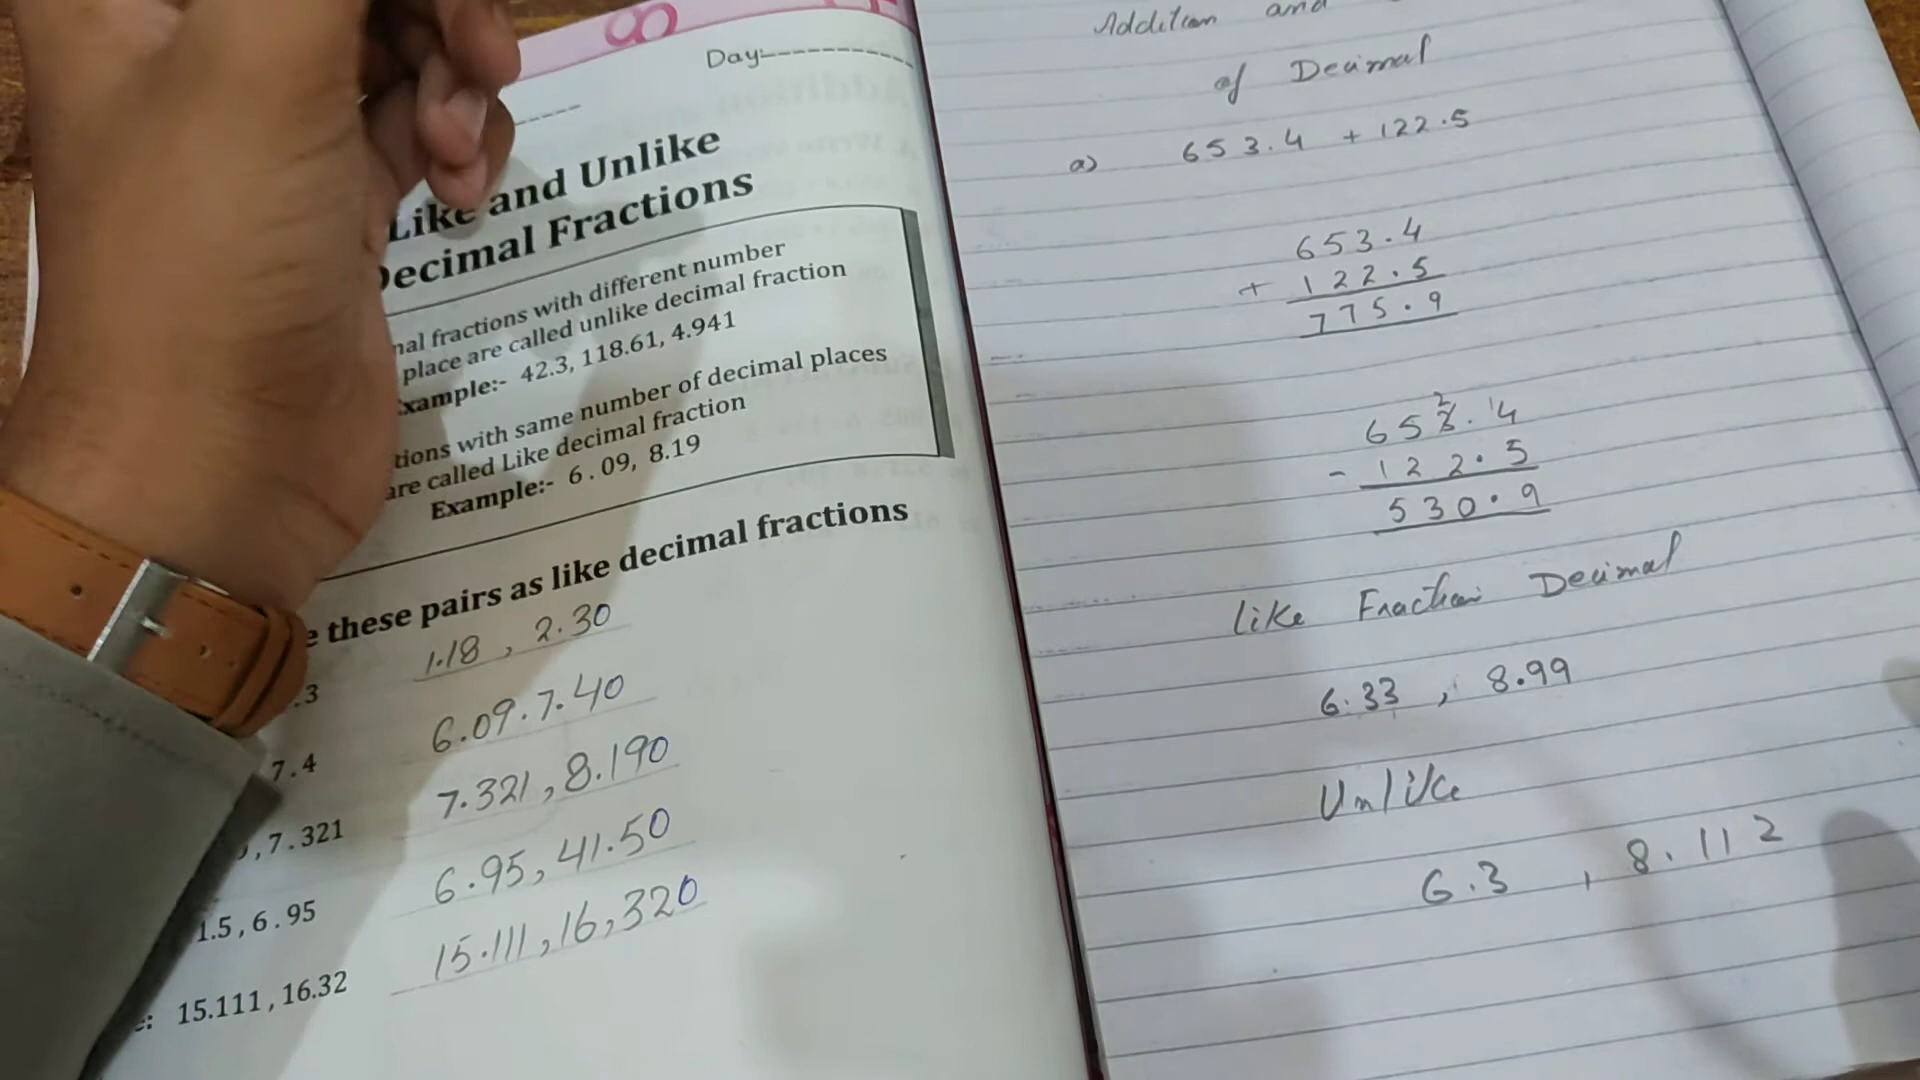 Day:-----------
Like and Unlike
Decimal Fractions
nal fractions with different number
place are called unlike decimal fraction
xample:- 42.3, 118.61, 4.941
tions with same number of decimal places
are called Like decimal fraction
Example:- 6.09, 8.19
e these pairs as like decimal fractions
.3 1.18 , 2.30
7.4 6.09.7.40
,7.321 7.321,8.190
1.5,6.95 6.95,41.50
15.111,16.32 15.111,16,320
Addition and
of Decimal
a) 653.4 + 122.5
653.4
+ 122.5
775.9
2 1
653.4
- 122.5
530.9
like Fraction Decimal
6.33 , 8.99
Unlike
6.3 , 8.112